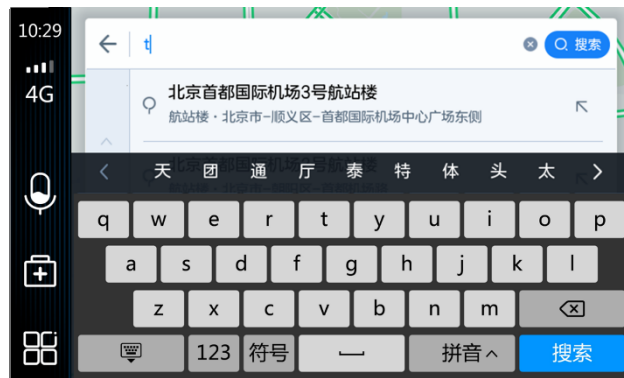 10:29
4G
t
搜索
北京首都国际机场3号航站楼
航站楼·北京市-顺义区-首都国际机场中心广场东侧
天 团 通 厅 泰 特 体 头 太
q w e r t y u i o p
a s d f g h j k l
z x c v b n m
123 符号 拼音 搜索